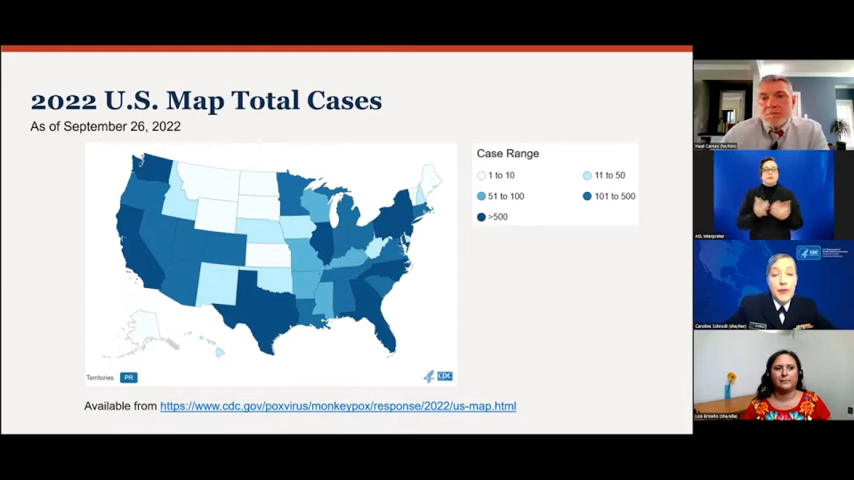 2022 U.S. Map Total Cases
As of September 26, 2022
Case Range
1 to 10
11 to 50
51 to 100
101 to 500
>500
Territories PR
CDC
Available from https://www.cdc.gov/poxvirus/monkeypox/response/2022/us-map.html
ASL Interpreter
CDC